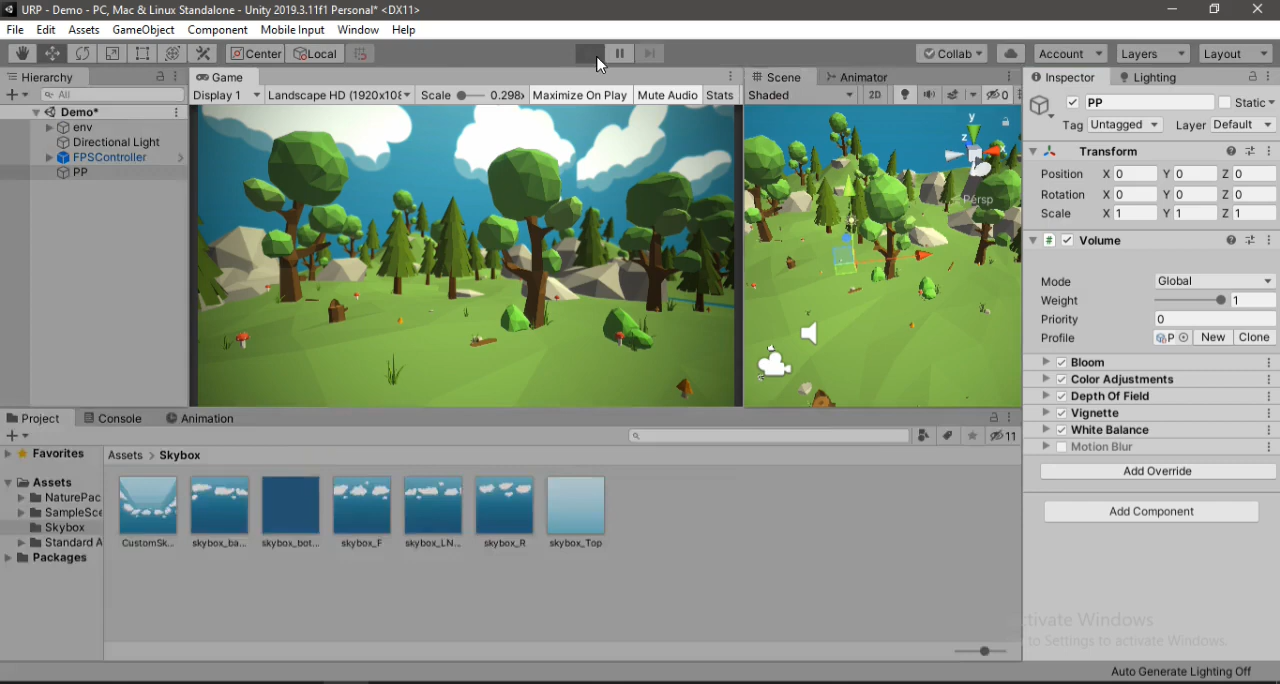 URP - Demo - PC, Mac & Linux Standalone - Unity 2019.3.11f1 Personal* <DX11>
File Edit Assets GameObject Component Mobile Input Window Help
Center Local Collab Account Layers Layout
Hierarchy Game Scene Animator Inspector Lighting
All Display 1 Landscape HD (1920x108 Scale 0.298x Maximize On Play Mute Audio Stats Shaded 2D 0
PP Static
Demo*
Tag Untagged Layer Default
env
Directional Light
FPSController
PP
y
z
Persp
Transform
Position X 0 Y 0 Z 0
Rotation X 0 Y 0 Z 0
Scale X 1 Y 1 Z 1
# Volume
Mode Global
Weight 1
Priority 0
Profile P New Clone
Bloom
Color Adjustments
Depth Of Field
Vignette
White Balance
Motion Blur
Add Override
Add Component
Project Console Animation
11
Favorites
Assets > Skybox
Assets
NaturePac
SampleSce
Skybox
Standard A
Packages
CustomSk... skybox_ba... skybox_bot... skybox_F skybox_LN... skybox_R skybox_Top
tivate Windows
to Settings to activate Windows.
Auto Generate Lighting Off